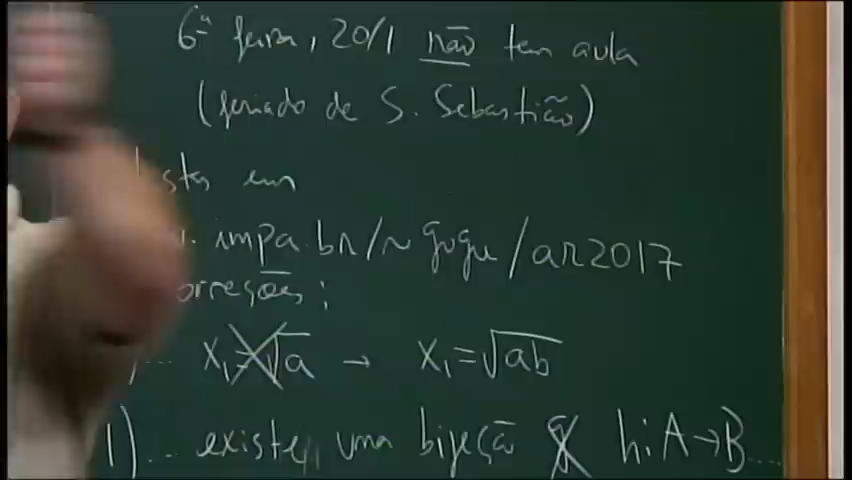 6ª feira, 20/1 não tem aula
(feriado de S. Sebastião)
em
impa.br/~gugu/ar2017
orreções:
... x₁=√a → x₁=√ab
1)... existe uma bijeção g h:A→B....